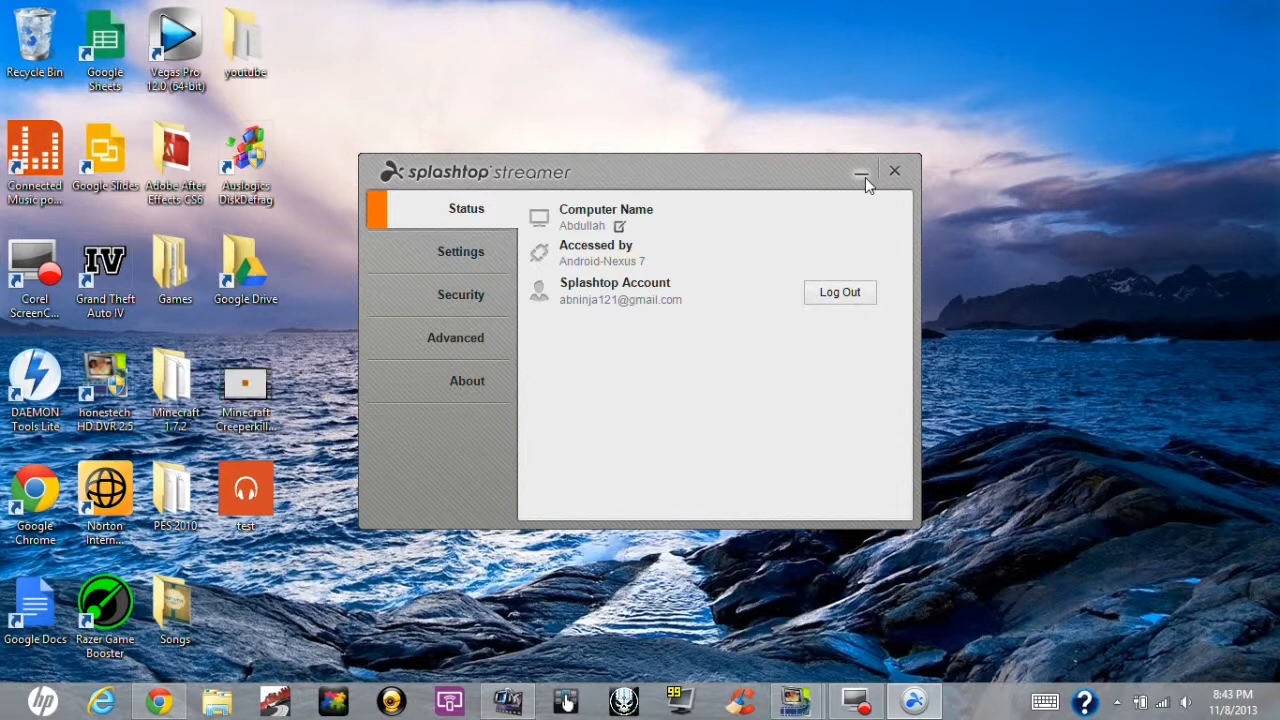 Recycle Bin
Google Sheets
Vegas Pro 12.0 (64-bit)
youtube
Connected Music po...
Google Slides
Adobe After Effects CS6
Auslogics DiskDefrag
Corel ScreenC...
IV
Grand Theft Auto IV
Games
Google Drive
DAEMON Tools Lite
honestech HD DVR 2.5
Minecraft 1.7.2
Minecraft Creeperkill...
Google Chrome
Norton Intern...
PES 2010
test
Google Docs
Razer Game Booster
Songs
splashtop streamer
Status
Settings
Security
Advanced
About
Computer Name
Abdullah
Accessed by
Android-Nexus 7
Splashtop Account
abninja121@gmail.com
Log Out
hp
99
?
8:43 PM
11/8/2013